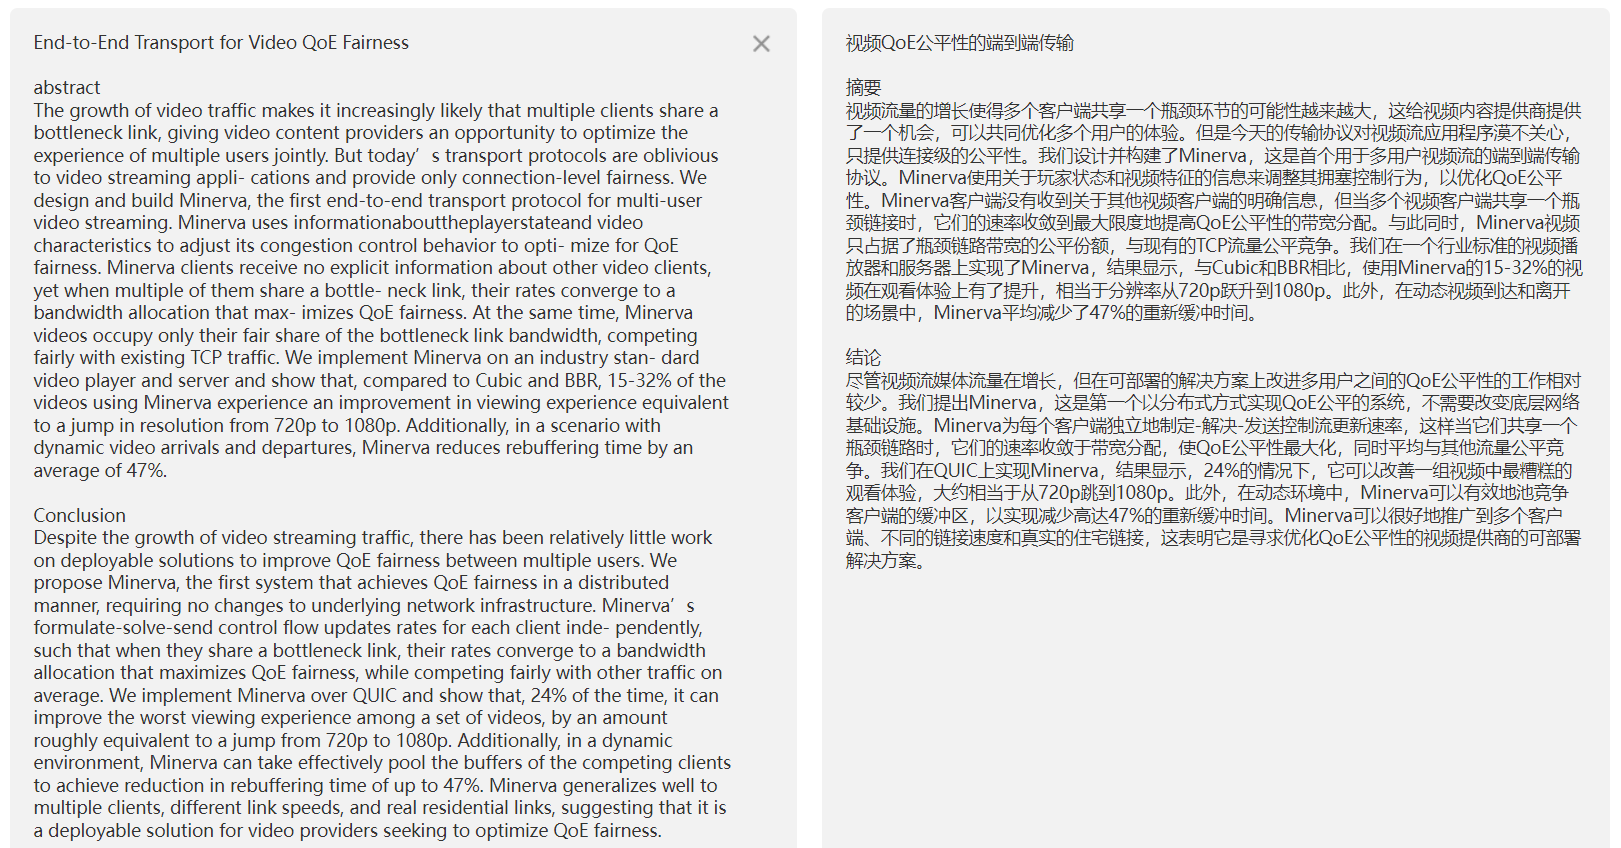 End-to-End Transport for Video QoE Fairness
abstract
The growth of video traffic makes it increasingly likely that multiple clients share a
bottleneck link, giving video content providers an opportunity to optimize the
experience of multiple users jointly. But today’s transport protocols are oblivious
to video streaming appli- cations and provide only connection-level fairness. We
design and build Minerva, the first end-to-end transport protocol for multi-user
video streaming. Minerva uses informationabouttheplayerstateand video
characteristics to adjust its congestion control behavior to opti- mize for QoE
fairness. Minerva clients receive no explicit information about other video clients,
yet when multiple of them share a bottle- neck link, their rates converge to a
bandwidth allocation that max- imizes QoE fairness. At the same time, Minerva
videos occupy only their fair share of the bottleneck link bandwidth, competing
fairly with existing TCP traffic. We implement Minerva on an industry stan- dard
video player and server and show that, compared to Cubic and BBR, 15-32% of the
videos using Minerva experience an improvement in viewing experience equivalent
to a jump in resolution from 720p to 1080p. Additionally, in a scenario with
dynamic video arrivals and departures, Minerva reduces rebuffering time by an
average of 47%.
Conclusion
Despite the growth of video streaming traffic, there has been relatively little work
on deployable solutions to improve QoE fairness between multiple users. We
propose Minerva, the first system that achieves QoE fairness in a distributed
manner, requiring no changes to underlying network infrastructure. Minerva’s
formulate-solve-send control flow updates rates for each client inde- pendently,
such that when they share a bottleneck link, their rates converge to a bandwidth
allocation that maximizes QoE fairness, while competing fairly with other traffic on
average. We implement Minerva over QUIC and show that, 24% of the time, it can
improve the worst viewing experience among a set of videos, by an amount
roughly equivalent to a jump from 720p to 1080p. Additionally, in a dynamic
environment, Minerva can take effectively pool the buffers of the competing clients
to achieve reduction in rebuffering time of up to 47%. Minerva generalizes well to
multiple clients, different link speeds, and real residential links, suggesting that it is
a deployable solution for video providers seeking to optimize QoE fairness.
视频QoE公平性的端到端传输
摘要
视频流量的增长使得多个客户端共享一个瓶颈环节的可能性越来越大，这给视频内容提供商提供
了一个机会，可以共同优化多个用户的体验。但是今天的传输协议对视频流应用程序漠不关心，
只提供连接级的公平性。我们设计并构建了Minerva，这是首个用于多用户视频流的端到端传输
协议。Minerva使用关于玩家状态和视频特征的信息来调整其拥塞控制行为，以优化QoE公平
性。Minerva客户端没有收到关于其他视频客户端的明确信息，但当多个视频客户端共享一个瓶
颈链接时，它们的速率收敛到最大限度地提高QoE公平性的带宽分配。与此同时，Minerva视频
只占据了瓶颈链路带宽的公平份额，与现有的TCP流量公平竞争。我们在一个行业标准的视频播
放器和服务器上实现了Minerva，结果显示，与Cubic和BBR相比，使用Minerva的15-32%的视
频在观看体验上有了提升，相当于分辨率从720p跃升到1080p。此外，在动态视频到达和离开
的场景中，Minerva平均减少了47%的重新缓冲时间。
结论
尽管视频流媒体流量在增长，但在可部署的解决方案上改进多用户之间的QoE公平性的工作相对
较少。我们提出Minerva，这是第一个以分布式方式实现QoE公平的系统，不需要改变底层网络
基础设施。Minerva为每个客户端独立地制定-解决-发送控制流更新速率，这样当它们共享一个
瓶颈链路时，它们的速率收敛于带宽分配，使QoE公平性最大化，同时平均与其他流量公平竞
争。我们在QUIC上实现Minerva，结果显示，24%的情况下，它可以改善一组视频中最糟糕的
观看体验，大约相当于从720p跳到1080p。此外，在动态环境中，Minerva可以有效地池竞争
客户端的缓冲区，以实现减少高达47%的重新缓冲时间。Minerva可以很好地推广到多个客户
端、不同的链接速度和真实的住宅链接，这表明它是寻求优化QoE公平性的视频提供商的可部署
解决方案。